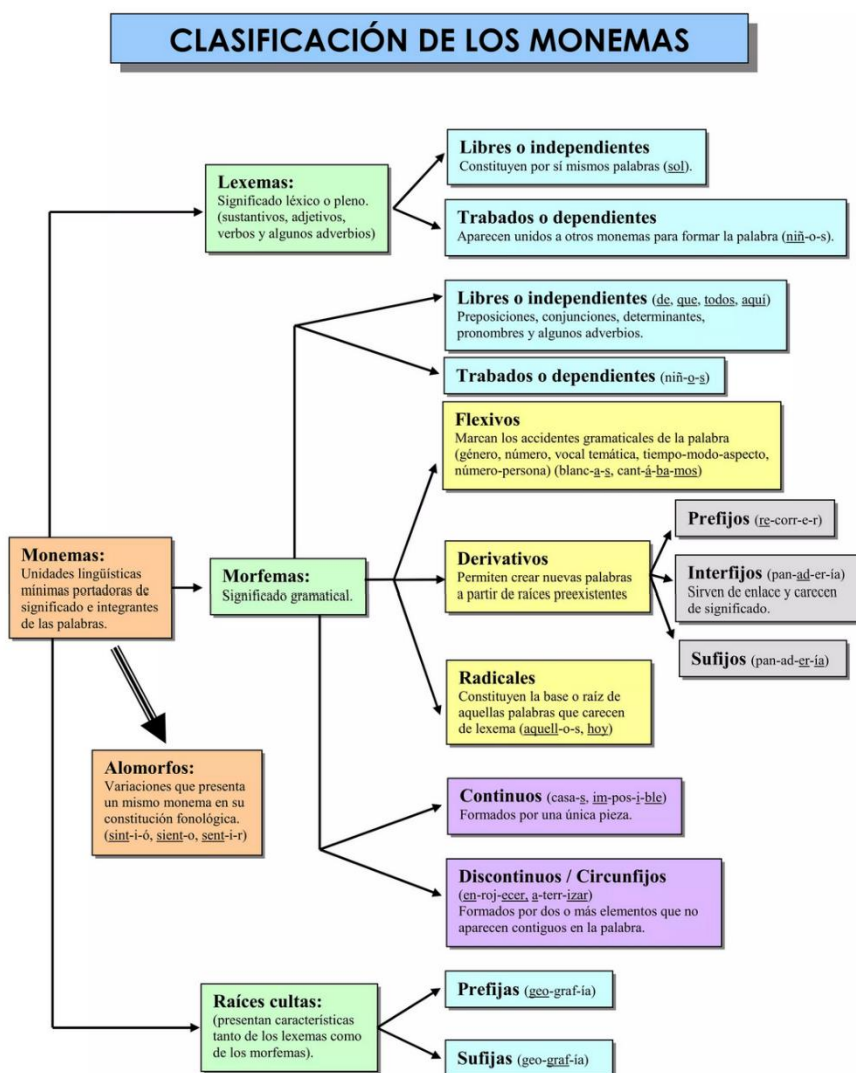 CLASIFICACIÓN DE LOS MONEMAS
Lexemas:
Significado léxico o pleno.
(sustantivos, adjetivos,
verbos y algunos adverbios)
Libres o independientes
Constituyen por sí mismos palabras (sol).
Trabados o dependientes
Aparecen unidos a otros monemas para formar la palabra (niñ-o-s).
Libres o independientes (de, que, todos, aquí)
Preposiciones, conjunciones, determinantes,
pronombres y algunos adverbios.
Trabados o dependientes (niñ-o-s)
Flexivos
Marcan los accidentes gramaticales de la palabra
(género, número, vocal temática, tiempo-modo-aspecto,
número-persona) (blanc-a-s, cant-á-ba-mos)
Monemas:
Unidades lingüísticas
mínimas portadoras de
significado e integrantes
de las palabras.
Morfemas:
Significado gramatical.
Derivativos
Permiten crear nuevas palabras
a partir de raíces preexistentes
Prefijos (re-corr-e-r)
Interfijos (pan-ad-er-ía)
Sirven de enlace y carecen
de significado.
Sufijos (pan-ad-er-ía)
Radicales
Constituyen la base o raíz de
aquellas palabras que carecen
de lexema (aquell-o-s, hoy)
Alomorfos:
Variaciones que presenta
un mismo monema en su
constitución fonológica.
(sint-i-ó, sient-o, sent-i-r)
Continuos (casa-s, im-pos-i-ble)
Formados por una única pieza.
Discontinuos / Circunfijos
(en-roj-ecer, a-terr-izar)
Formados por dos o más elementos que no
aparecen contiguos en la palabra.
Raíces cultas:
(presentan características
tanto de los lexemas como
de los morfemas).
Prefijas (geo-graf-ía)
Sufijas (geo-graf-ía)